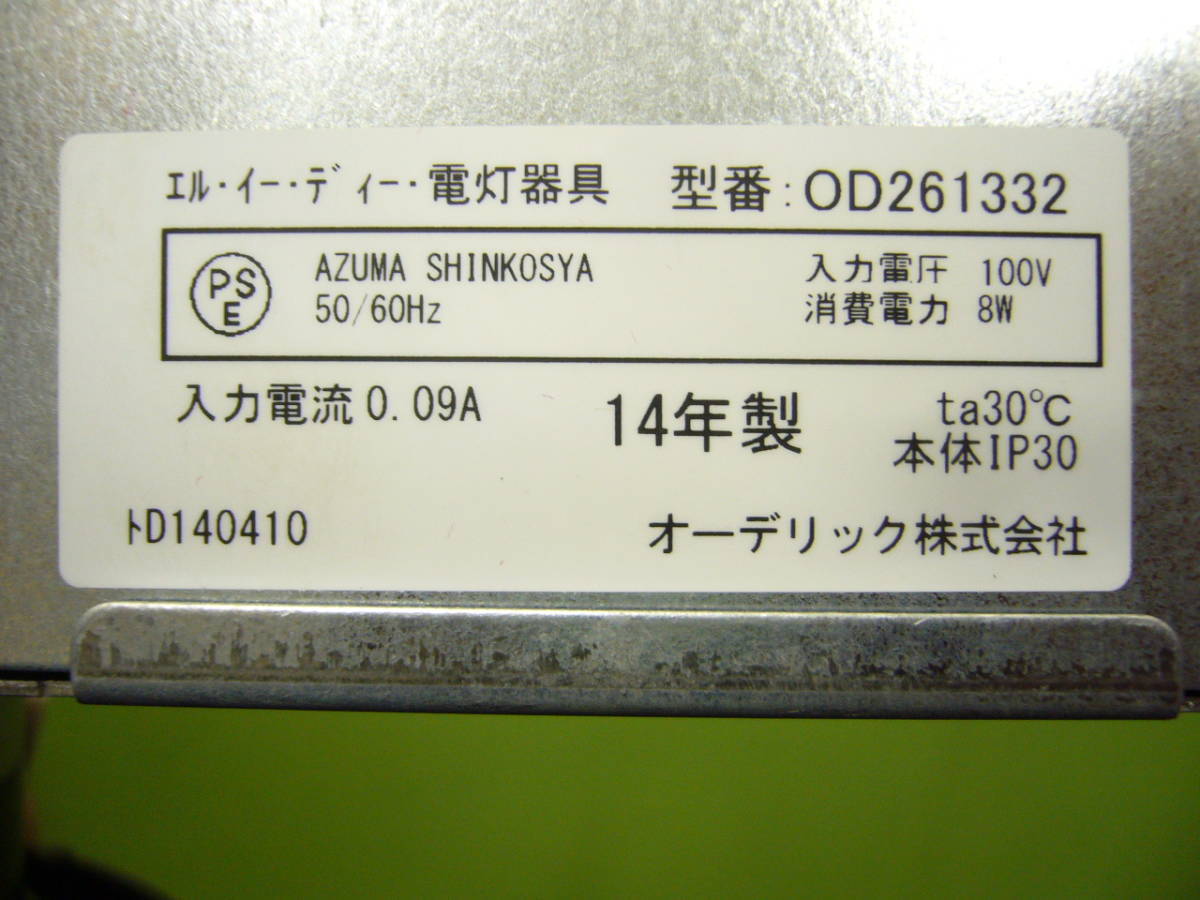 ｴﾙ・ｲｰ・ﾃﾞｨｰ・電灯器具 型番:OD261332
PSE AZUMA SHINKOSYA 入力電圧 100V
50/60Hz 消費電力 8W
入力電流0.09A 14年製 ta30℃
本体IP30
ﾄD140410 オーデリック株式会社